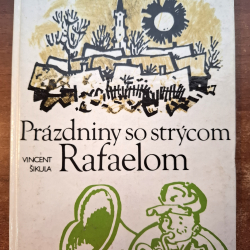 Prázdniny so strýcom
VINCENT
ŠIKULA
Rafaelom